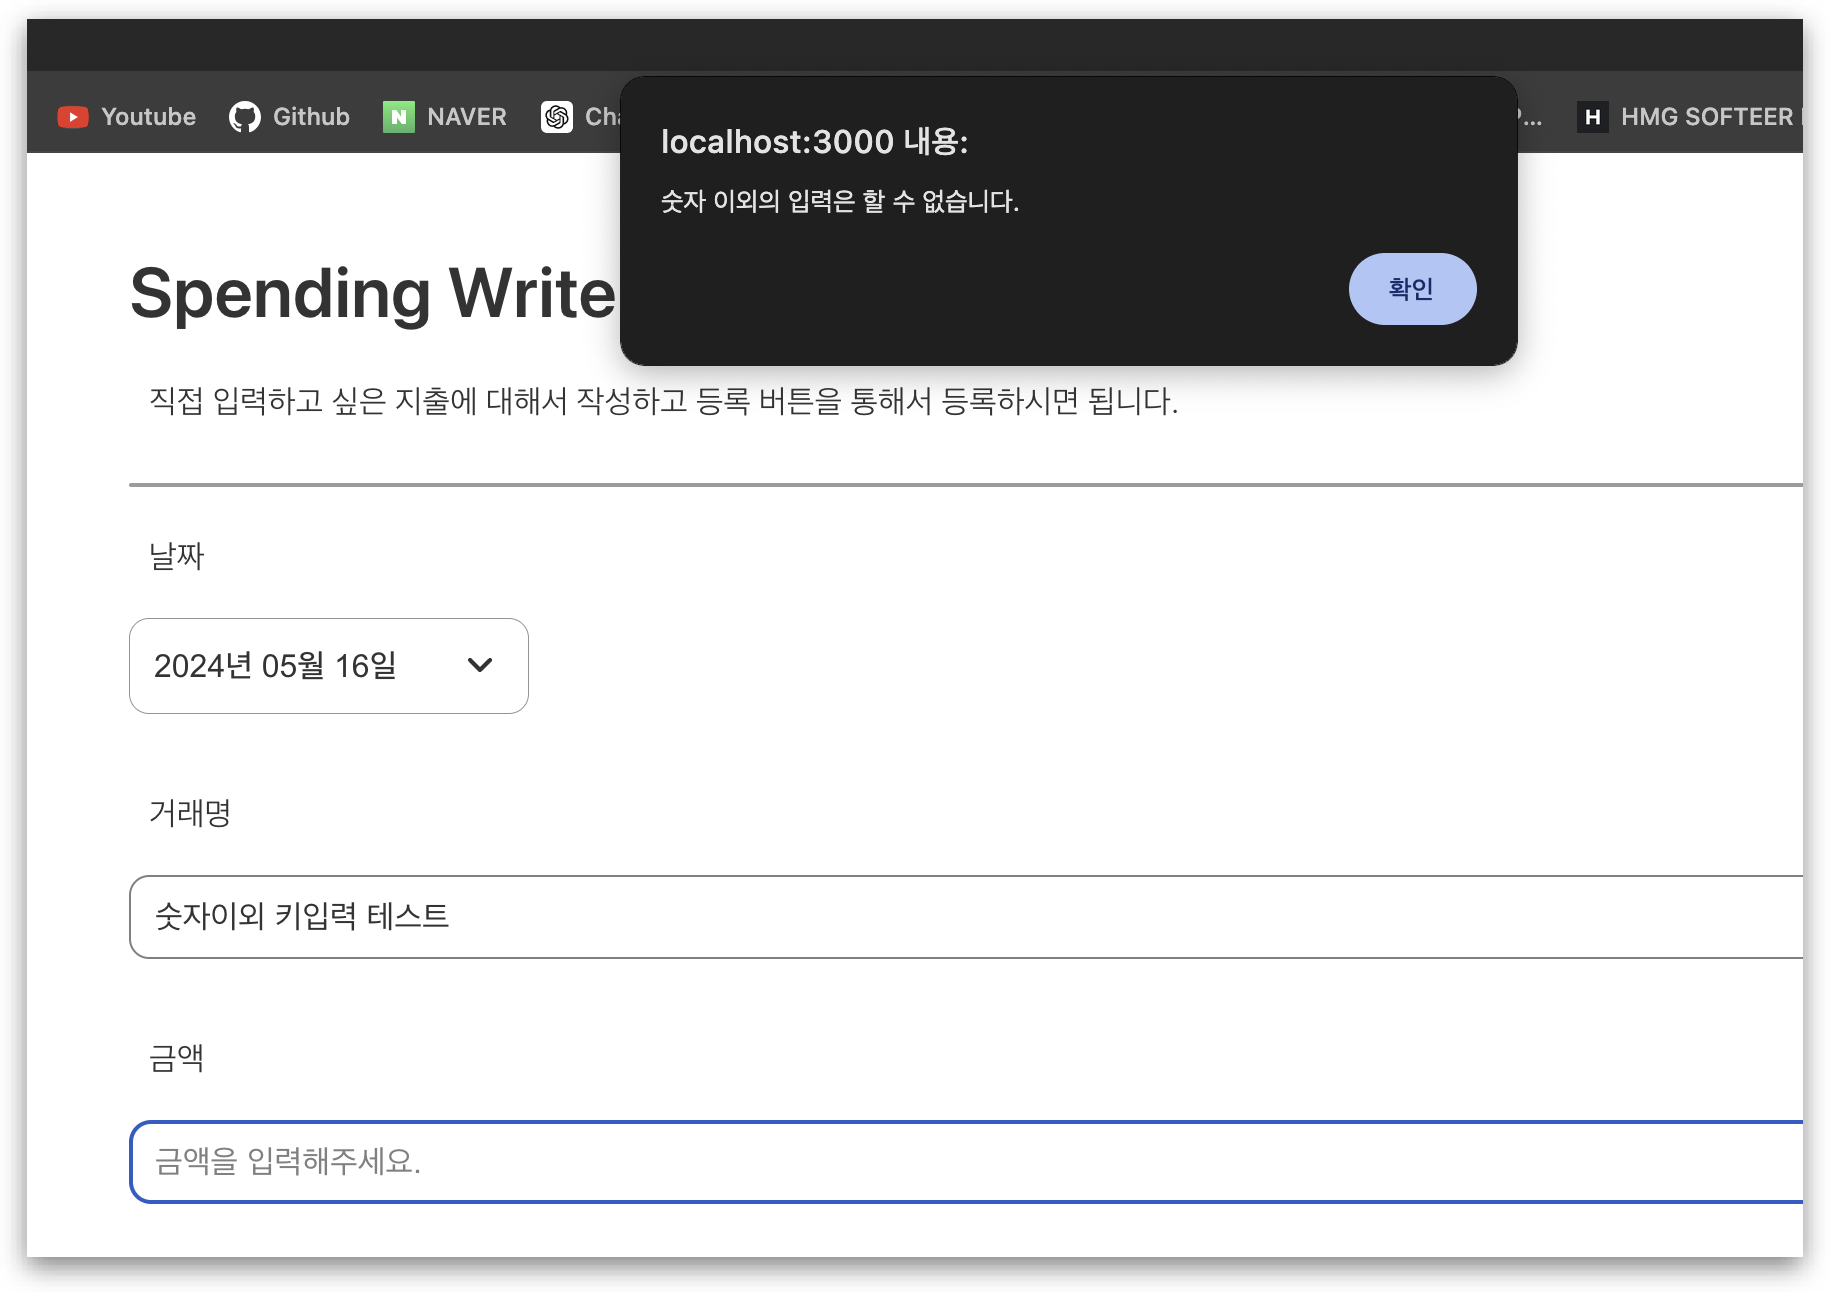 Youtube Github NAVER
HMG SOFTEER
localhost:3000 내용:
숫자 이외의 입력은 할 수 없습니다.
확인
Spending Write
직접 입력하고 싶은 지출에 대해서 작성하고 등록 버튼을 통해서 등록하시면 됩니다.
날짜
2024년 05월 16일
거래명
숫자이외 키입력 테스트
금액
금액을 입력해주세요.